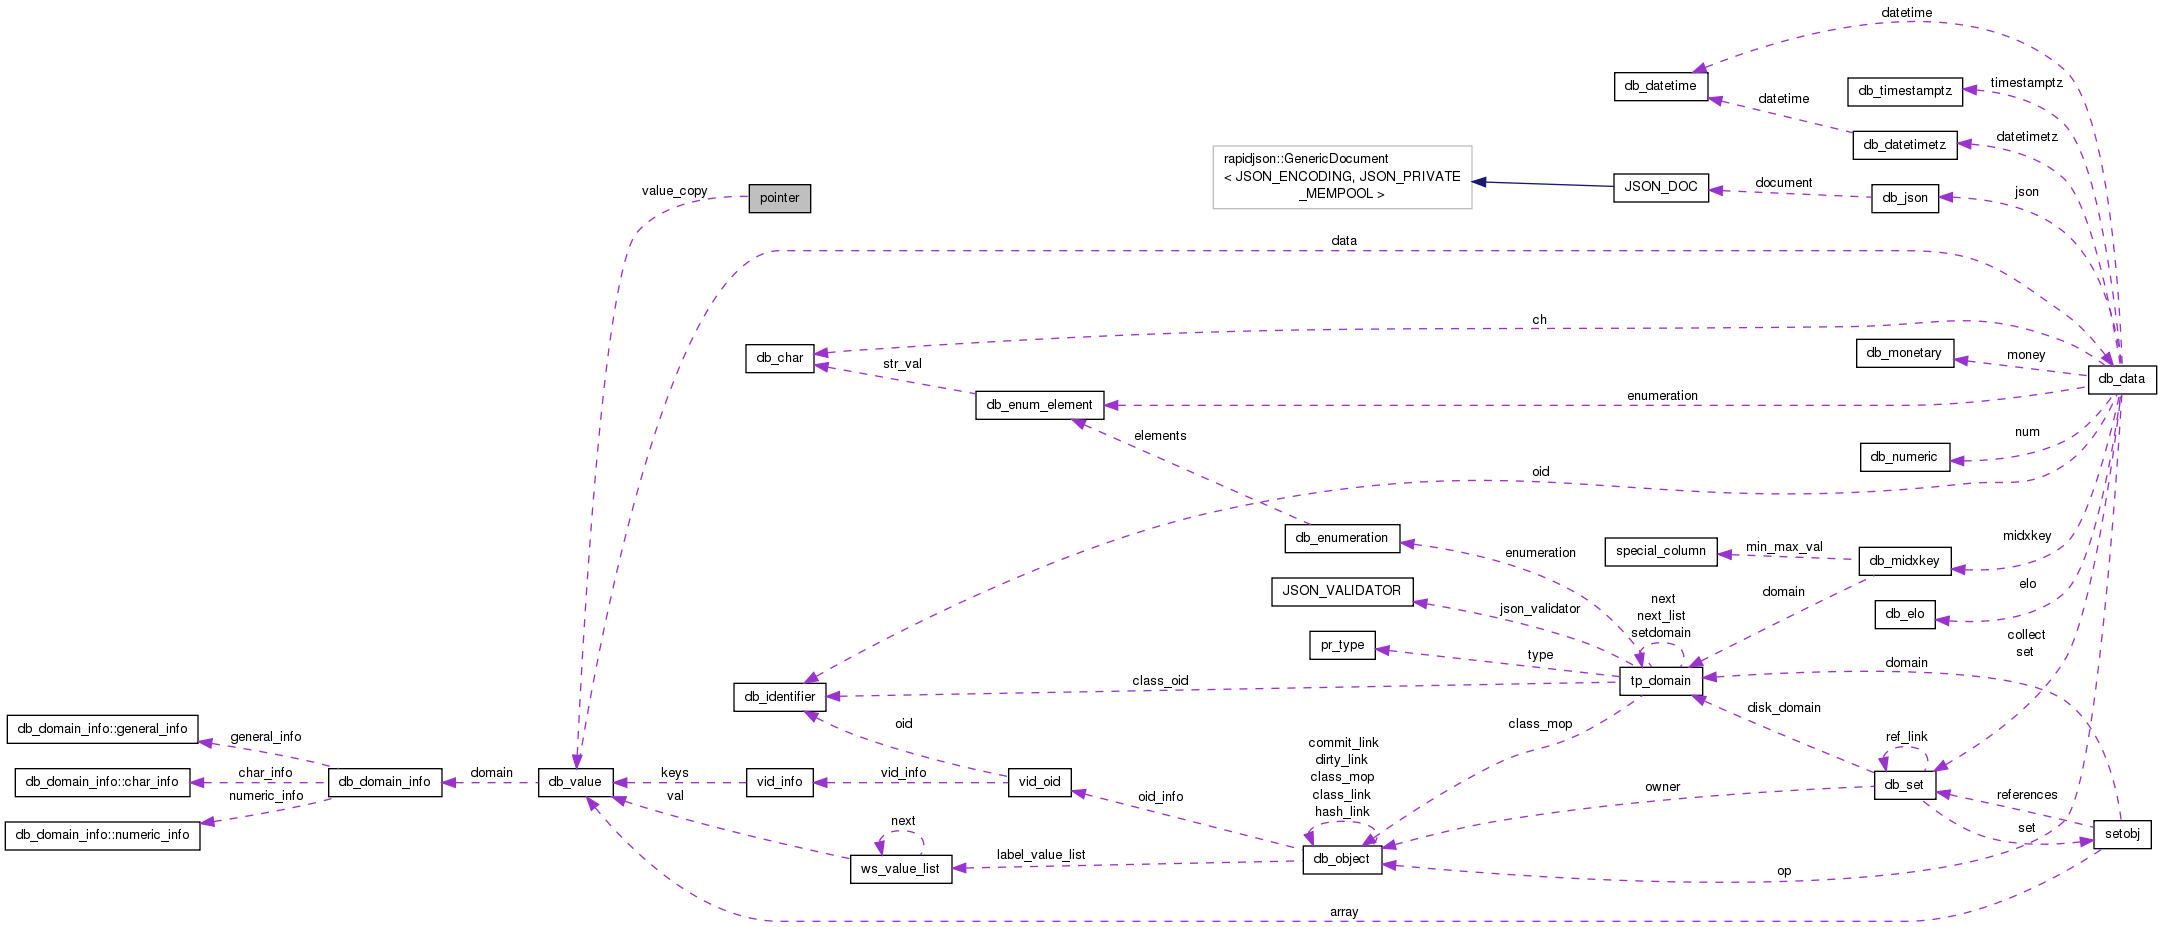 datetime
db_datetime
timestamptz
db_timestamptz
datetime
datetimetz
db_datetimetz
rapidjson::GenericDocument
< JSON_ENCODING, JSON_PRIVATE
_MEMPOOL >
JSON_DOC
document
db_json
json
value_copy
pointer
data
ch
db_char
str_val
db_monetary
money
db_data
db_enum_element
enumeration
elements
num
db_numeric
oid
db_enumeration
enumeration
special_column
min_max_val
db_midxkey
midxkey
JSON_VALIDATOR
json_validator
next
next_list
setdomain
domain
elo
db_elo
pr_type
type
collect
set
domain
db_identifier
class_oid
tp_domain
disk_domain
class_mop
oid
db_domain_info::general_info
general_info
commit_link
dirty_link
class_mop
class_link
hash_link
ref_link
db_domain_info::char_info
char_info
db_domain_info
domain
db_value
keys
vid_info
vid_info
vid_oid
oid_info
owner
db_set
references
numeric_info
val
db_domain_info::numeric_info
next
set
setobj
ws_value_list
label_value_list
db_object
op
array